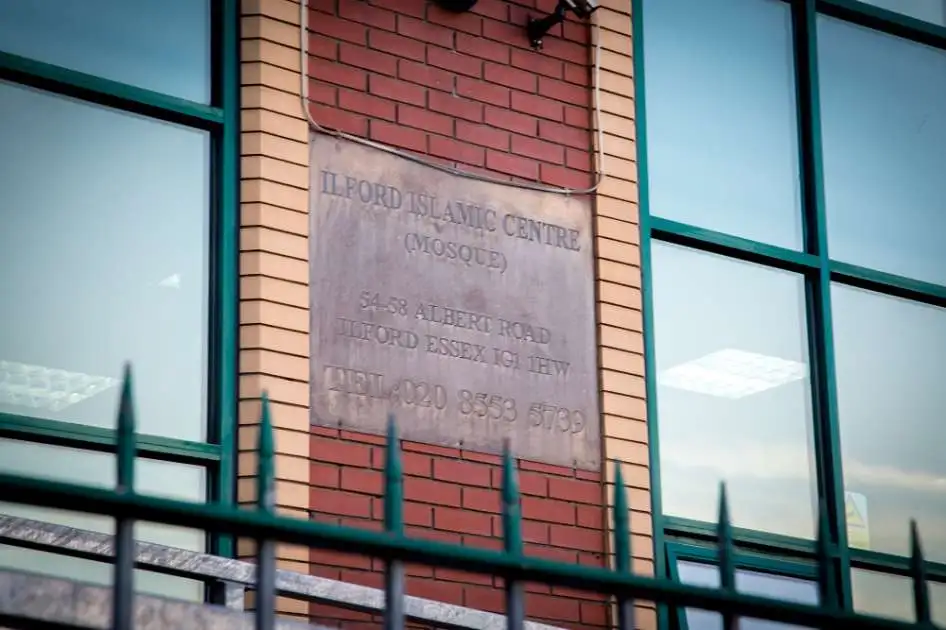 ILFORD ISLAMIC CENTRE
(MOSQUE)
54-58 ALBERT ROAD
ILFORD ESSEX IG1 1HW
TEL:020 8553 5739